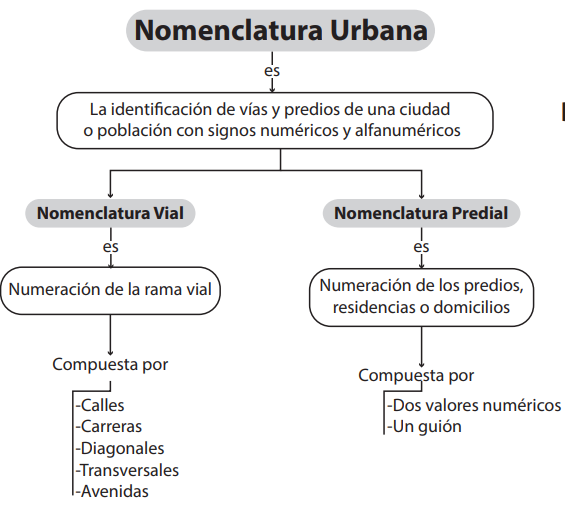 Nomenclatura Urbana
es
La identificación de vías y predios de una ciudad
o población con signos numéricos y alfanuméricos
Nomenclatura Vial
es
Numeración de la rama vial
Compuesta por
-Calles
-Carreras
-Diagonales
-Transversales
-Avenidas
Nomenclatura Predial
es
Numeración de los predios,
residencias o domicilios
Compuesta por
-Dos valores numéricos
-Un guión